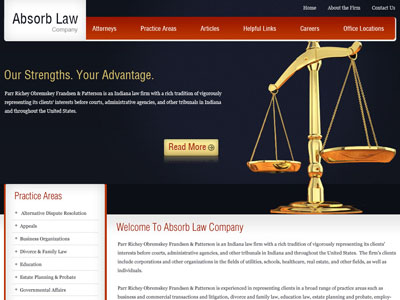 Home About the Firm Contact Us
Absorb Law
Company
Attorneys Practice Areas Articles Helpful Links Careers Office Locations
Our Strengths. Your Advantage.
Parr Richey Obremskey Frandsen & Patterson is an Indiana law firm with a rich tradition of vigorously
representing its clients' interests before courts, administrative agencies, and other tribunals in Indiana
and throughout the United States.
Read More
Practice Areas
Alternative Dispute Resolution
Appeals
Business Organizations
Divorce & Family Law
Education
Estate Planning & Probate
Governmental Affairs
Welcome To Absorb Law Company
Parr Richey Obremskey Frandsen & Patterson is an Indiana law firm with a rich tradition of vigorously representing its clients'
interests before courts, administrative agencies, and other tribunals in Indiana and throughout the United States. The firm's clients
include corporations and other organizations in the fields of utilities, schools, healthcare, real estate, and other fields, as well as
individuals.
Parr Richey Obremskey Frandsen & Patterson is experienced in representing clients in a broad range of practice areas such as
business and commercial transactions and litigation, divorce and family law, education law, estate planning and probate, employ-